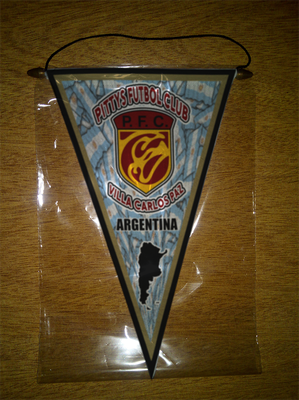 PITTYS FUTBOL CLUB
P.F.C.
VILLA CARLOS PAZ
ARGENTINA